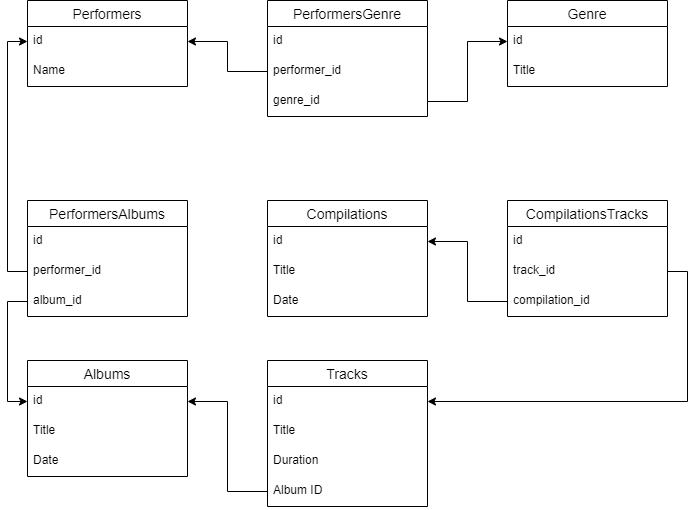 Performers
id
Name
PerformersGenre
id
performer_id
genre_id
Genre
id
Title
PerformersAlbums
id
performer_id
album_id
Compilations
id
Title
Date
CompilationsTracks
id
track_id
compilation_id
Albums
id
Title
Date
Tracks
id
Title
Duration
Album ID